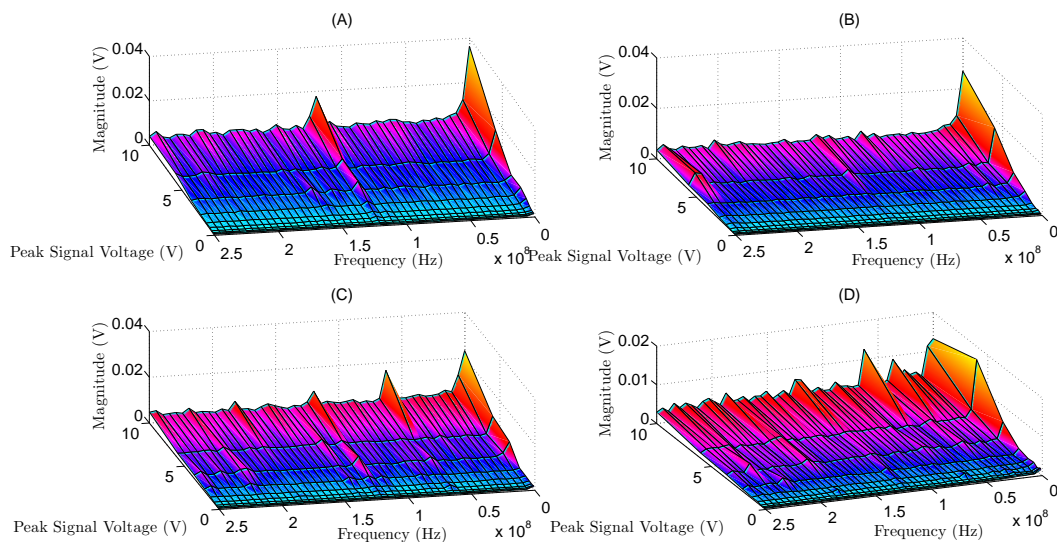 (A)
0.04
0.02
0
Magnitude (V)
10
5
0
Peak Signal Voltage (V)
2.5
2
1.5
1
0.5
0
x 10^8
Frequency (Hz)
(B)
0.04
0.02
0
Magnitude (V)
10
5
0
Peak Signal Voltage (V)
2.5
2
1.5
1
0.5
0
x 10^8
Frequency (Hz)
(C)
0.04
0.02
0
Magnitude (V)
10
5
0
Peak Signal Voltage (V)
2.5
2
1.5
1
0.5
0
x 10^8
Frequency (Hz)
(D)
0.02
0.01
0
Magnitude (V)
10
5
0
Peak Signal Voltage (V)
2.5
2
1.5
1
0.5
0
x 10^8
Frequency (Hz)